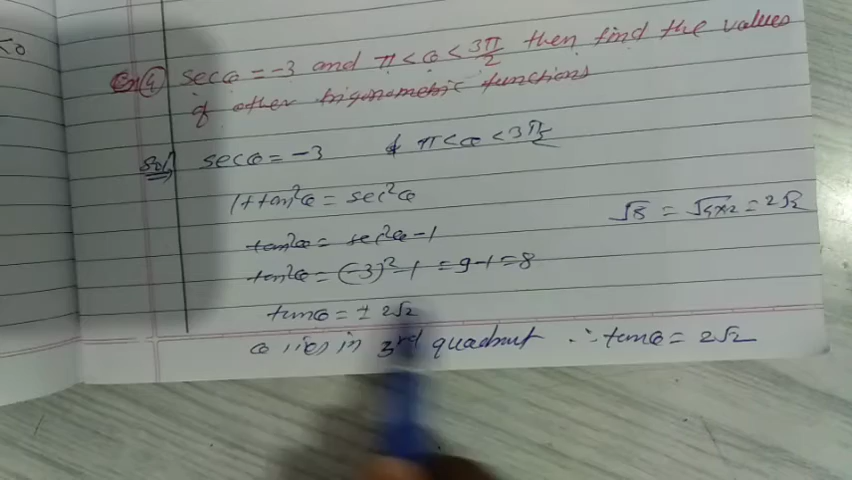 Ex④ secθ = -3 and π < θ < 3π/2 then find the values
of other trigonometric functions
Sol, secθ = -3 & π < θ < 3π/2
1 + tan²θ = sec²θ
tan²θ = sec²θ - 1
√8 = √4×2 = 2√2
tan²θ = (-3)² - 1 = 9 - 1 = 8
tanθ = ± 2√2
θ lies in 3rd quadrant ∴ tanθ = 2√2